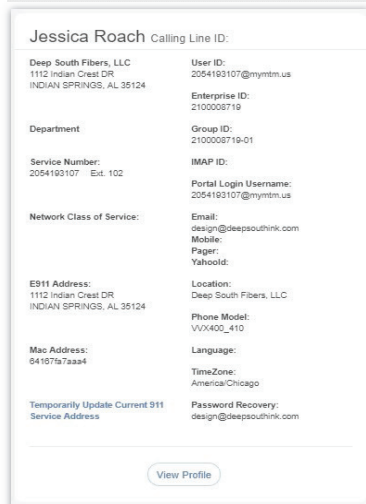 Jessica Roach Calling Line ID:
Deep South Fibers, LLC
1112 Indian Crest DR
INDIAN SPRINGS, AL 35124
User ID:
2054193107@mymtm.us
Enterprise ID:
2100008719
Department
Group ID:
2100008719-01
Service Number:
2054193107 Ext. 102
IMAP ID:
Portal Login Username:
2054193107@mymtm.us
Network Class of Service:
Email:
design@deepsouthink.com
Mobile:
Pager:
YahooId:
E911 Address:
1112 Indian Crest DR
INDIAN SPRINGS, AL 35124
Location:
Deep South Fibers, LLC
Phone Model:
VVX400_410
Mac Address:
64167fa7aaa4
Language:
TimeZone:
America/Chicago
Temporarily Update Current 911
Service Address
Password Recovery:
design@deepsouthink.com
View Profile